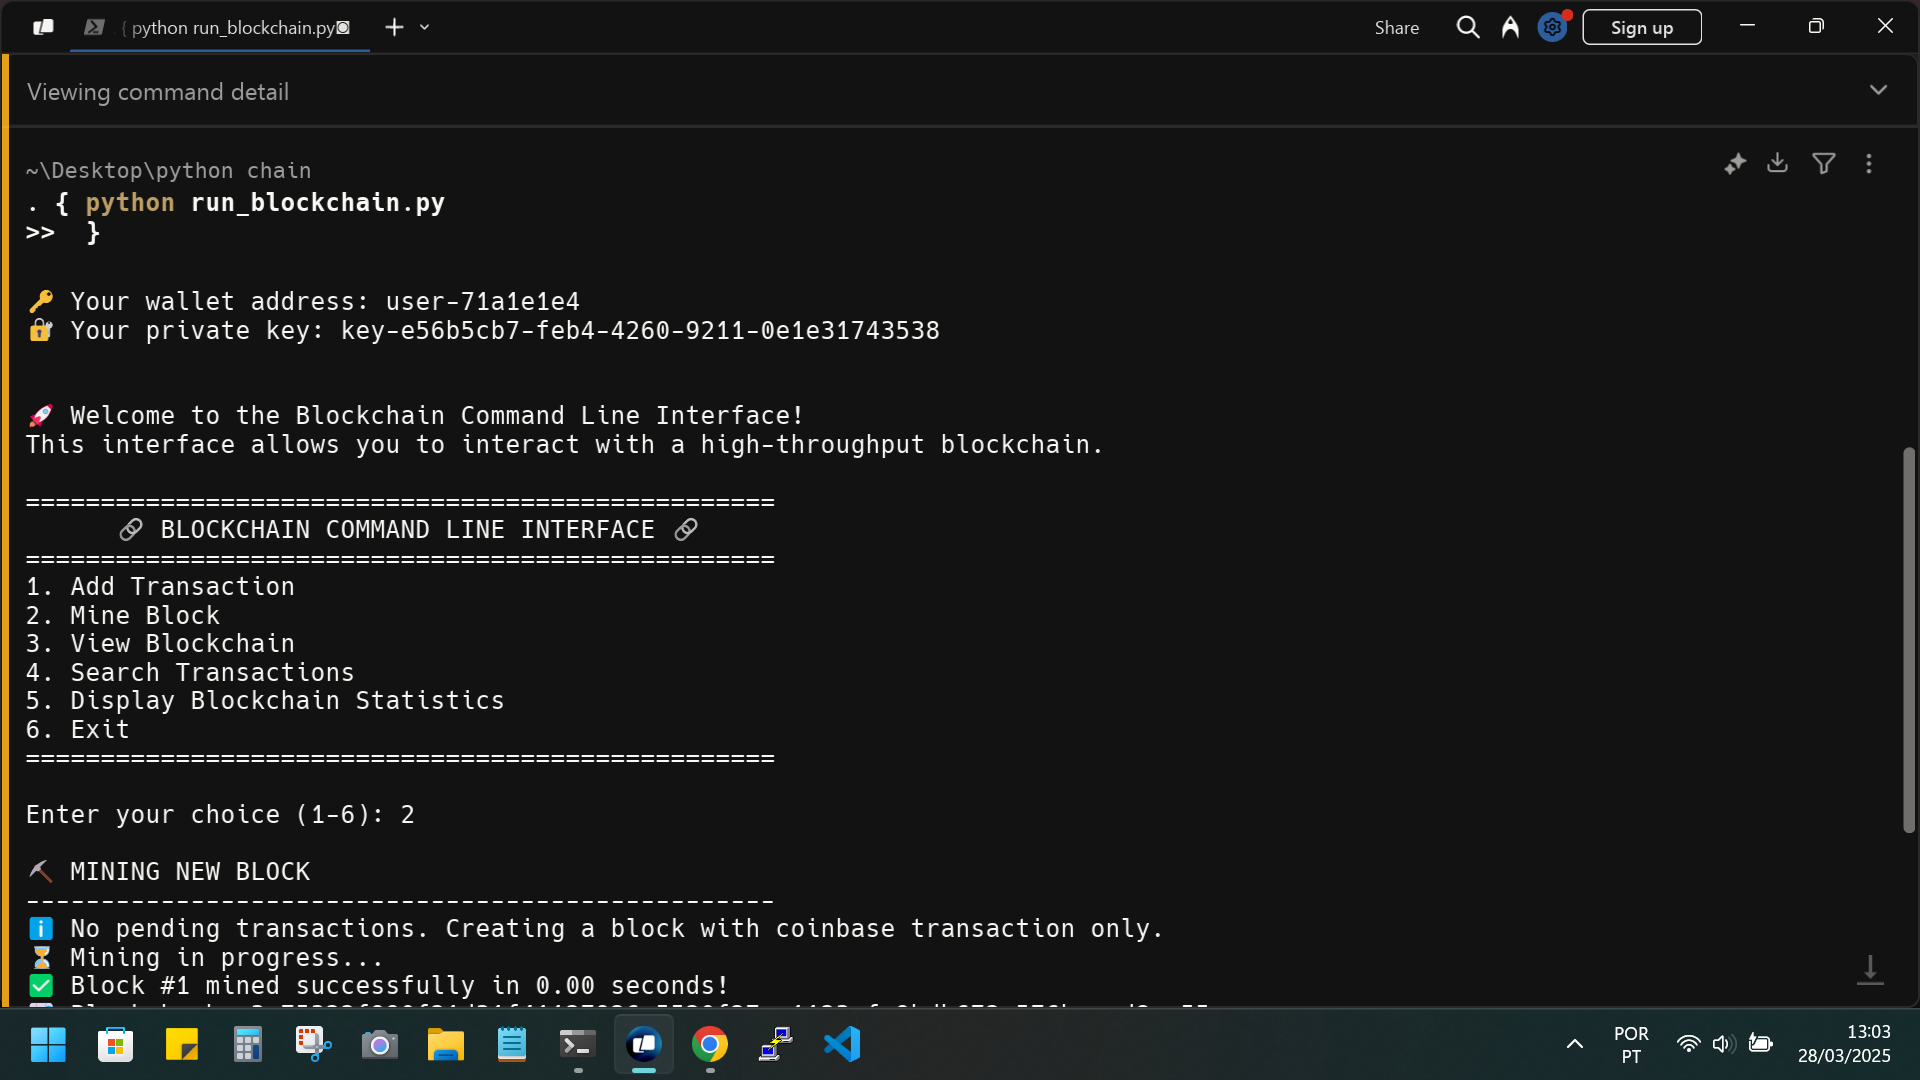 { python run_blockchain.py
Share
Sign up
Viewing command detail
~\Desktop\python chain
. { python run_blockchain.py
>>  }
Your wallet address: user-71a1e1e4
Your private key: key-e56b5cb7-feb4-4260-9211-0e1e31743538
Welcome to the Blockchain Command Line Interface!
This interface allows you to interact with a high-throughput blockchain.
==================================================
BLOCKCHAIN COMMAND LINE INTERFACE
==================================================
1. Add Transaction
2. Mine Block
3. View Blockchain
4. Search Transactions
5. Display Blockchain Statistics
6. Exit
==================================================
Enter your choice (1-6): 2
MINING NEW BLOCK
--------------------------------------------------
No pending transactions. Creating a block with coinbase transaction only.
Mining in progress...
Block #1 mined successfully in 0.00 seconds!
POR
PT
13:03
28/03/2025